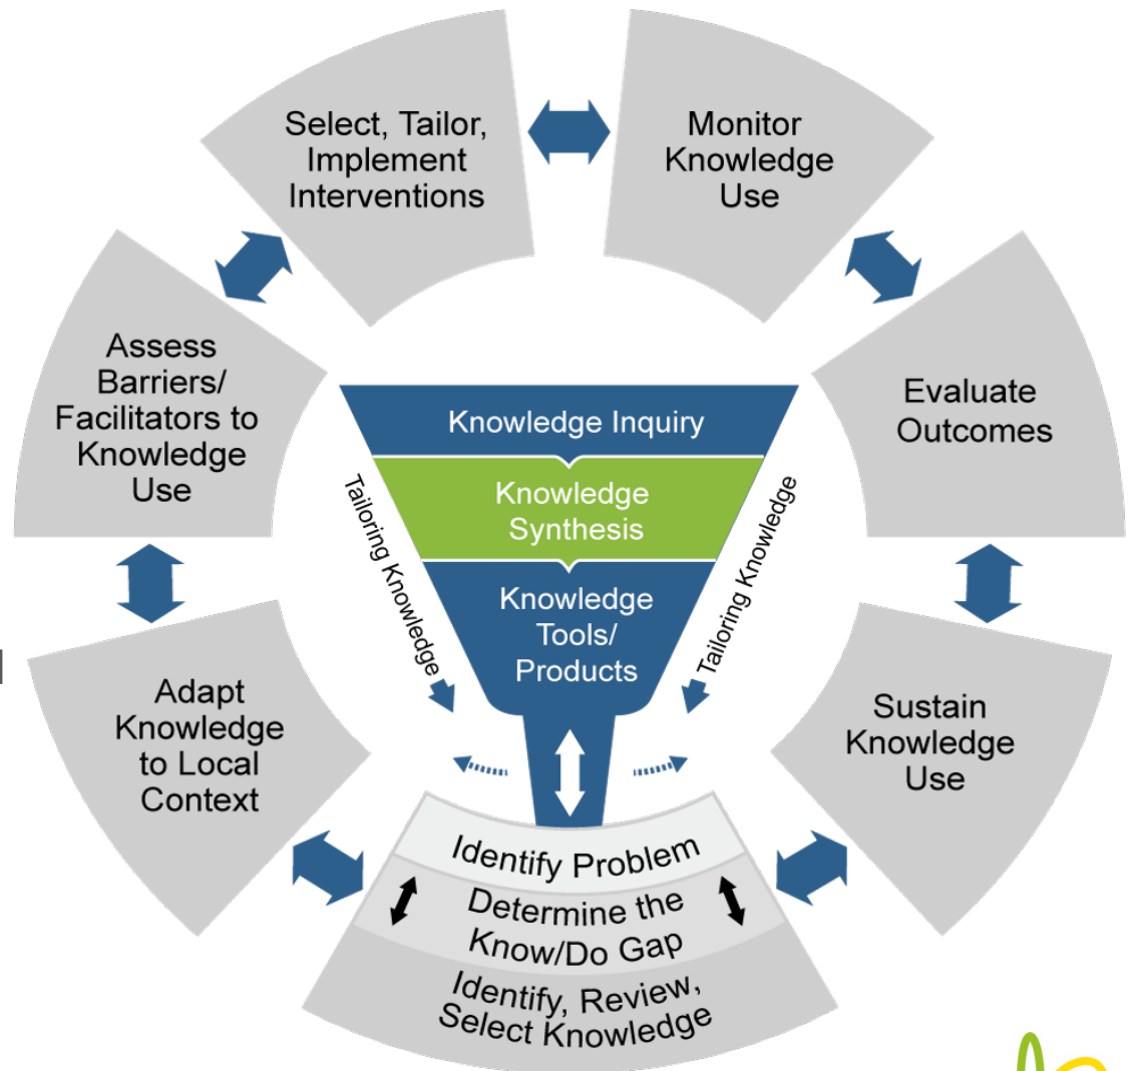 Select, Tailor,
Implement
Interventions
Monitor
Knowledge
Use
Assess
Barriers/
Facilitators to
Knowledge
Use
Evaluate
Outcomes
Knowledge Inquiry
Knowledge
Synthesis
Knowledge
Tools/
Products
Tailoring Knowledge
Tailoring Knowledge
Adapt
Knowledge
to Local
Context
Sustain
Knowledge
Use
Identify Problem
Determine the
Know/Do Gap
Identify, Review,
Select Knowledge